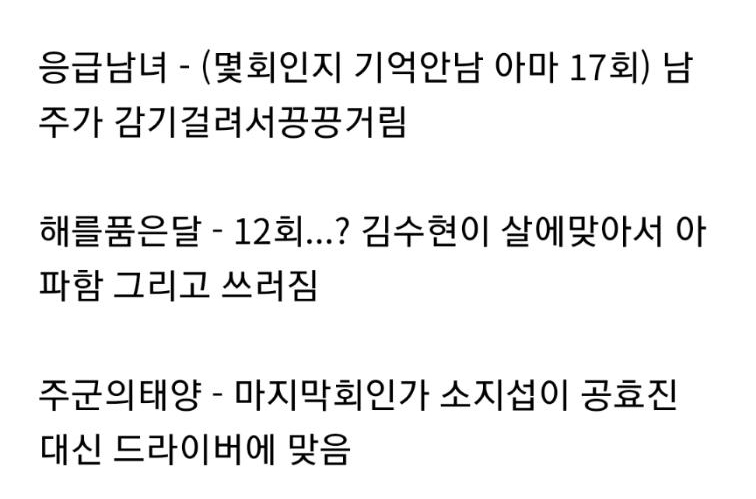 응급남녀 - (몇회인지 기억안남 아마 17회) 남
주가 감기걸려서끙끙거림
해를품은달 - 12회...? 김수현이 살에맞아서 아
파함 그리고 쓰러짐
주군의태양 - 마지막회인가 소지섭이 공효진
대신 드라이버에 맞음